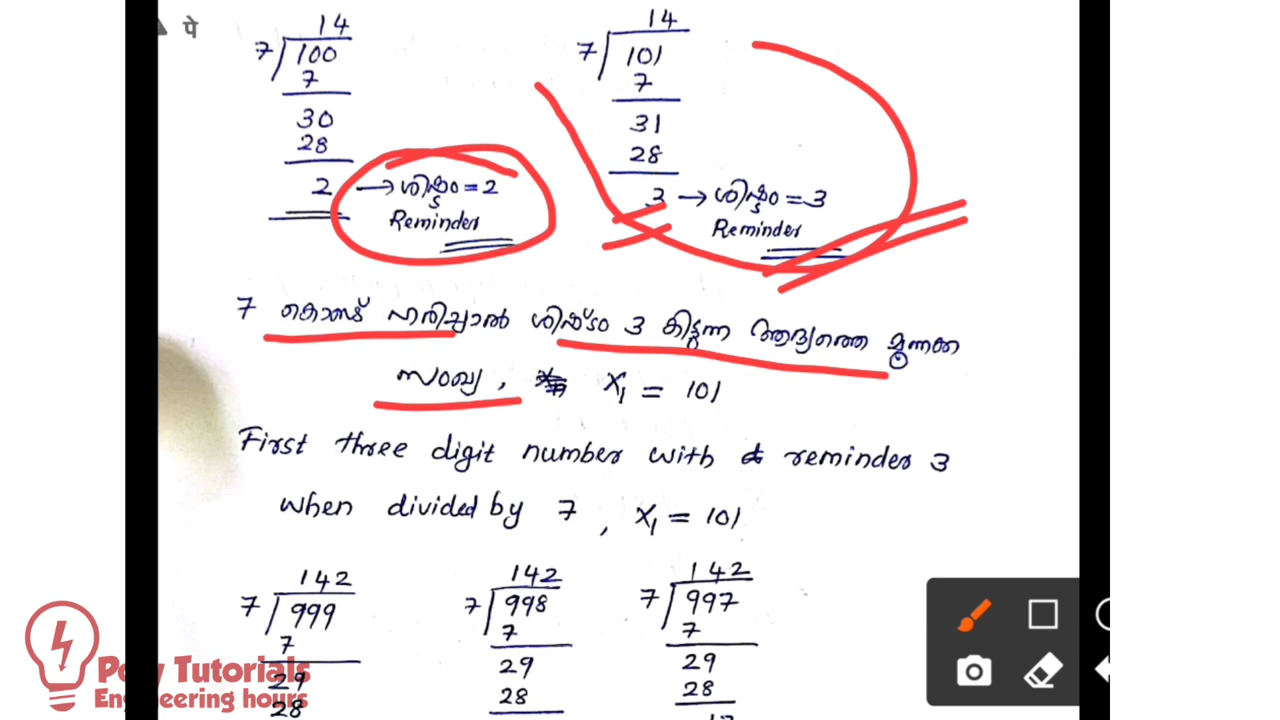 पे
14
7 100
7
30
28
2 → ശിഷ്ടം = 2
Reminder
14
7 101
7
31
28
3 → ശിഷ്ടം = 3
Reminder
7 കൊണ്ട് ഹരിച്ചാൽ ശിഷ്ടം 3 കിട്ടുന്ന ആദ്യത്തെ മൂന്നക്ക
സംഖ്യ, X₁ = 101
First three digit number with reminder 3
when divided by 7, X₁ = 101
142
7 999
7
29
28
142
7 998
7
29
28
142
7 997
7
29
28
17
Poly Tutorials
Engineering hours